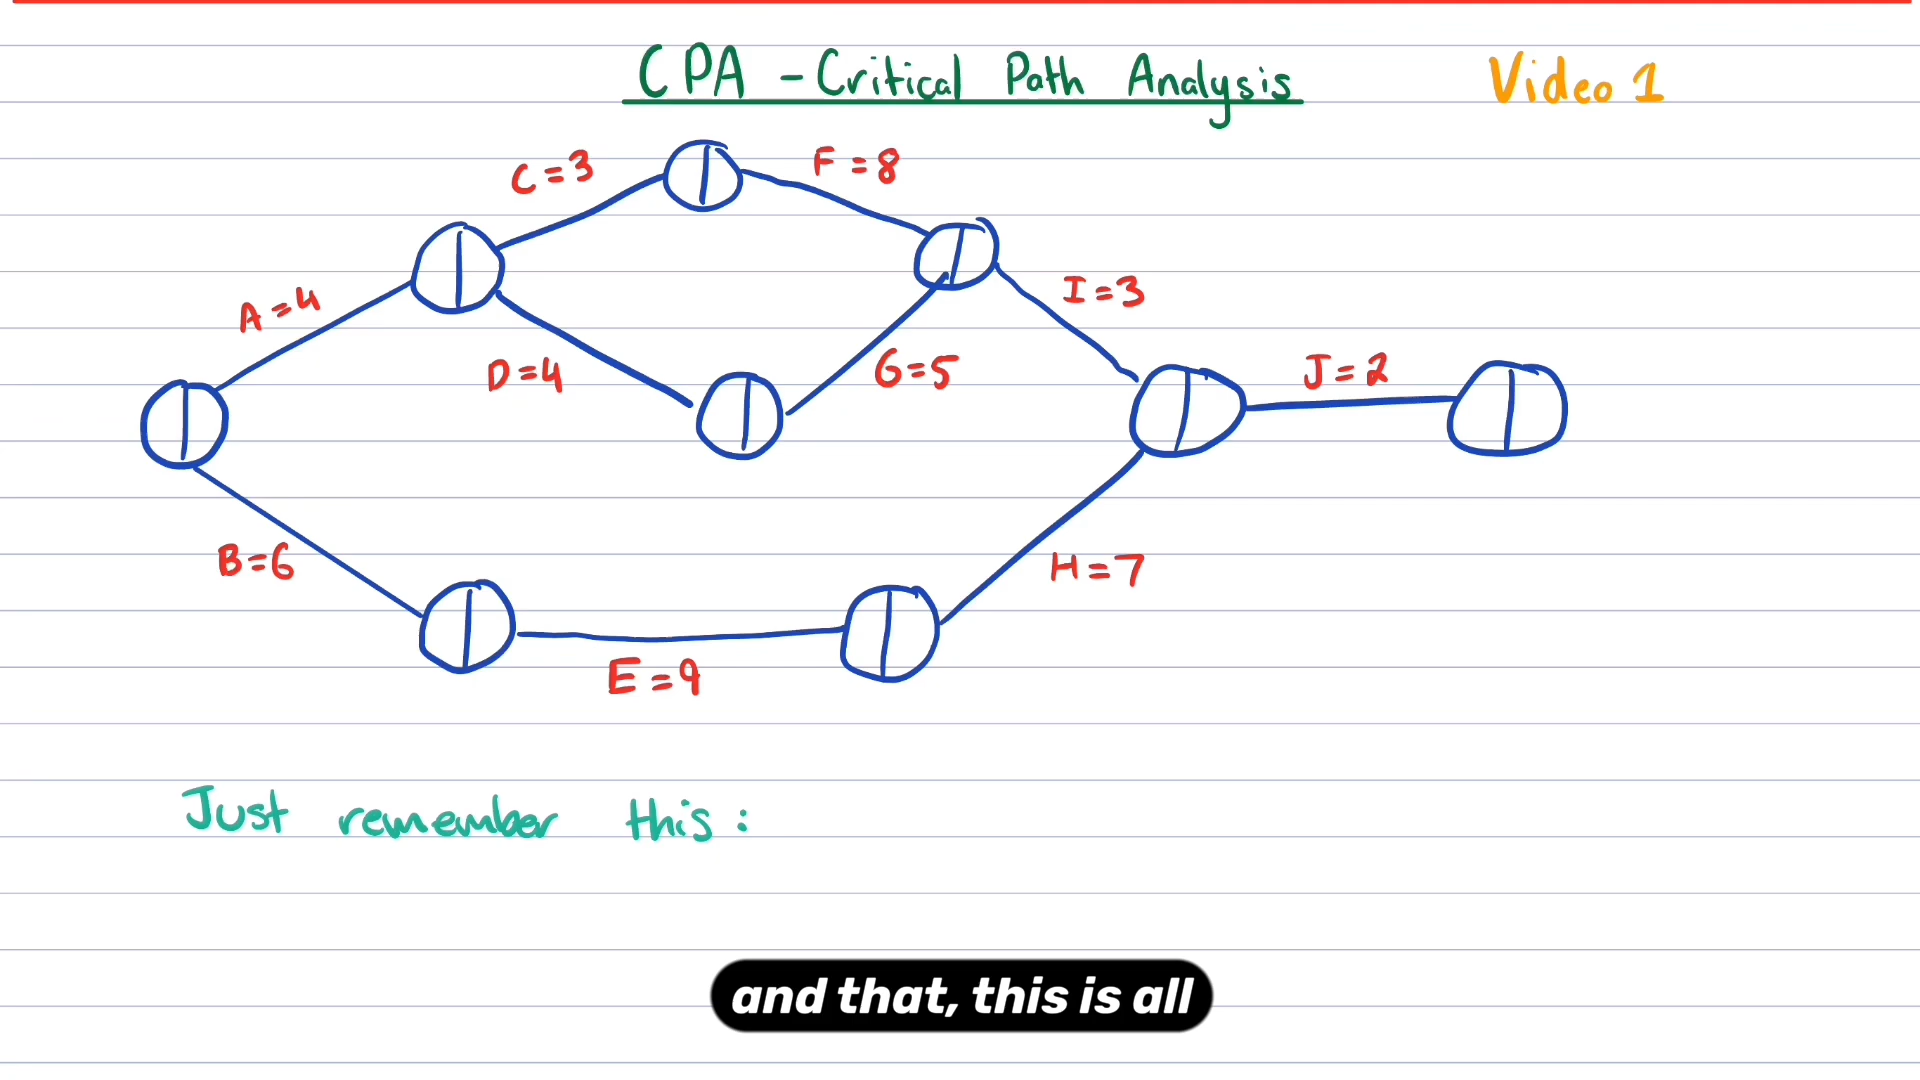 CPA - Critical Path Analysis
Video 1
C=3
F=8
A=4
I=3
D=4
G=5
J=2
B=6
H=7
E=9
Just remember this:
and that, this is all